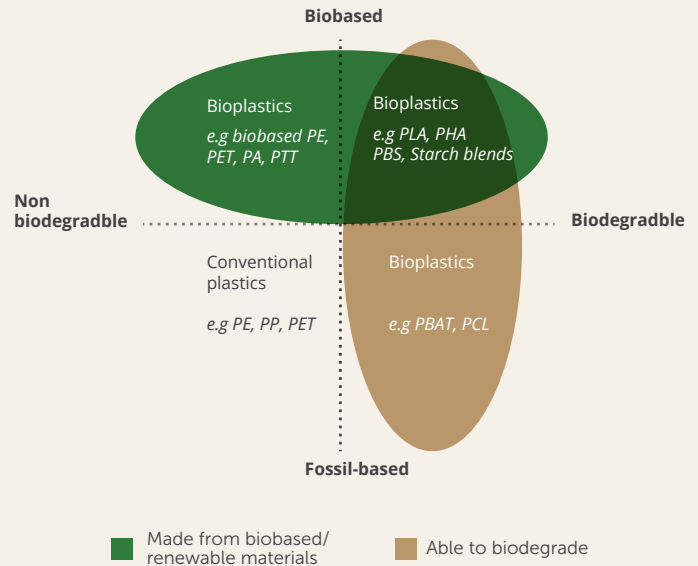 Biobased
Bioplastics
e.g biobased PE,
PET, PA, PTT
Bioplastics
e.g PLA, PHA
PBS, Starch blends
Non
biodegradble
Biodegradble
Conventional
plastics
e.g PE, PP, PET
Bioplastics
e.g PBAT, PCL
Fossil-based
Made from biobased/
renewable materials
Able to biodegrade